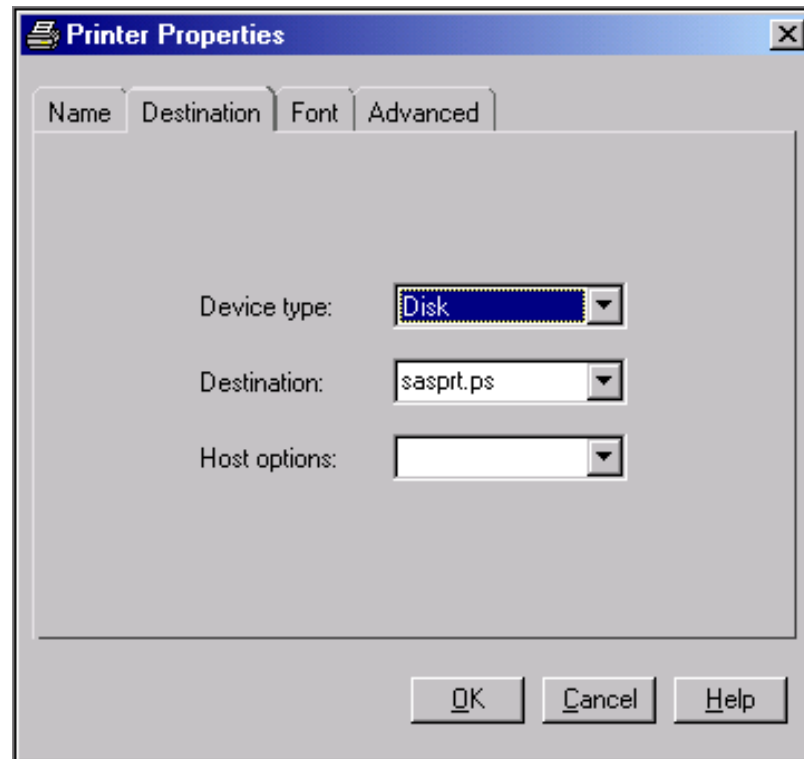 Printer Properties
Name Destination Font Advanced
Device type: Disk
Destination: sasprt.ps
Host options:
OK Cancel Help